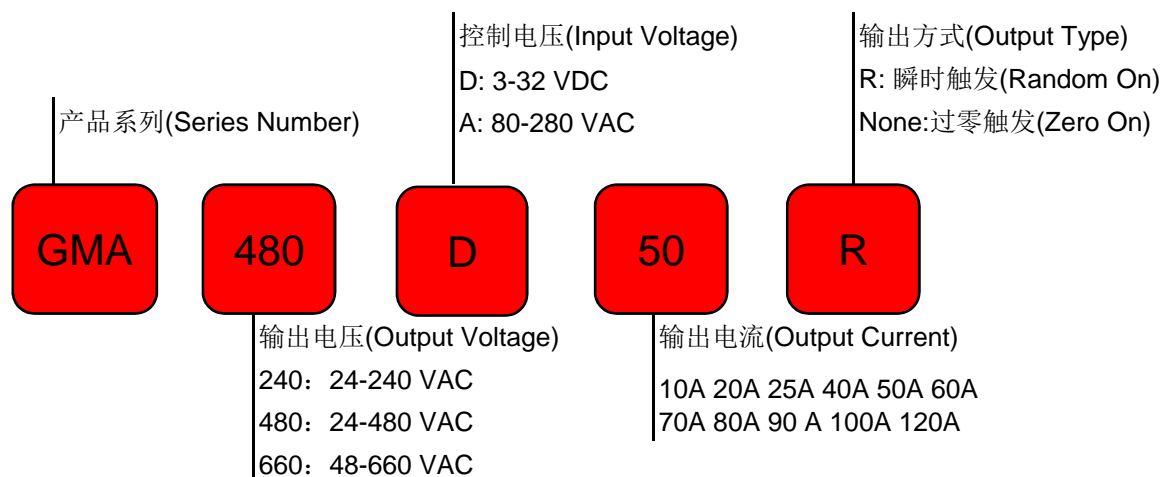 控制电压(Input Voltage)
D: 3-32 VDC
A: 80-280 VAC
输出方式(Output Type)
R: 瞬时触发(Random On)
None:过零触发(Zero On)
产品系列(Series Number)
GMA
480
D
50
R
输出电压(Output Voltage)
240：24-240 VAC
480：24-480 VAC
660：48-660 VAC
输出电流(Output Current)
10A 20A 25A 40A 50A 60A
70A 80A 90 A 100A 120A